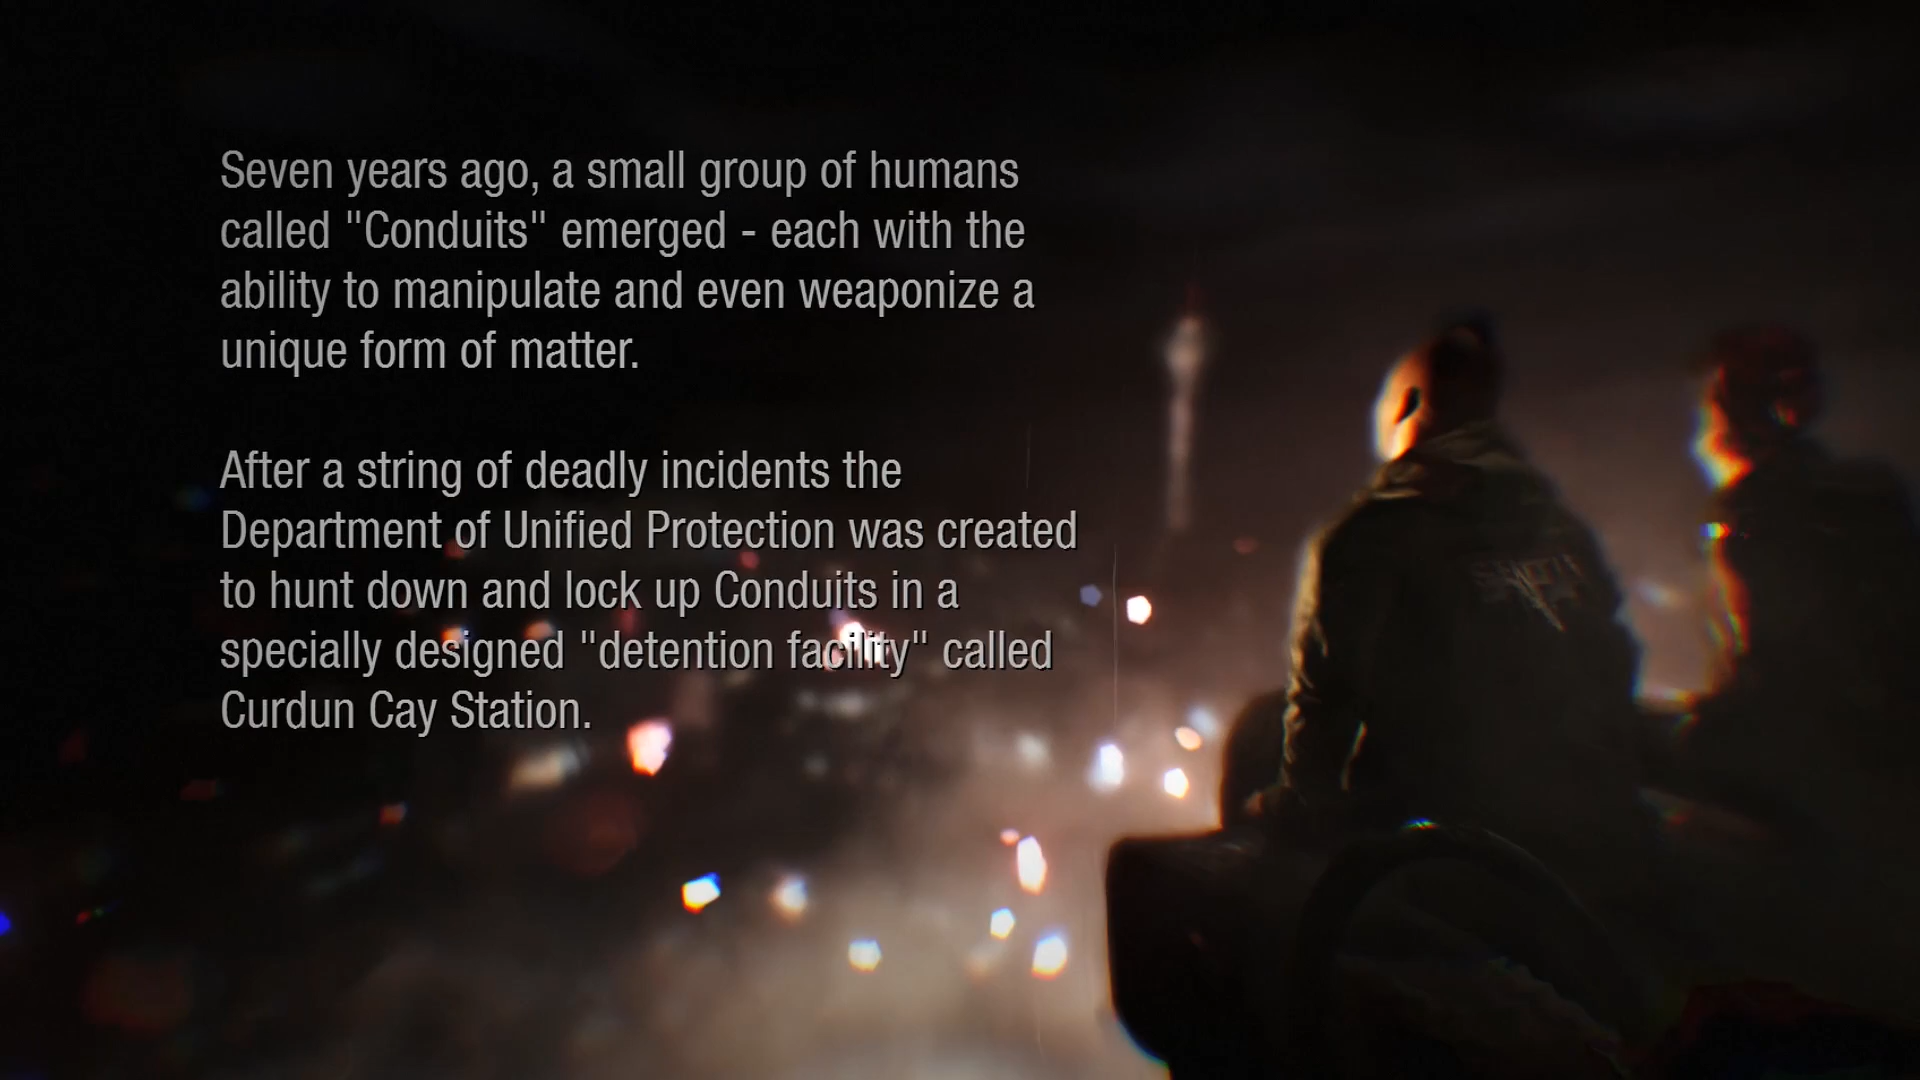 Seven years ago, a small group of humans
called "Conduits" emerged - each with the
ability to manipulate and even weaponize a
unique form of matter.
After a string of deadly incidents the
Department of Unified Protection was created
to hunt down and lock up Conduits in a
specially designed "detention facility" called
Curdun Cay Station.